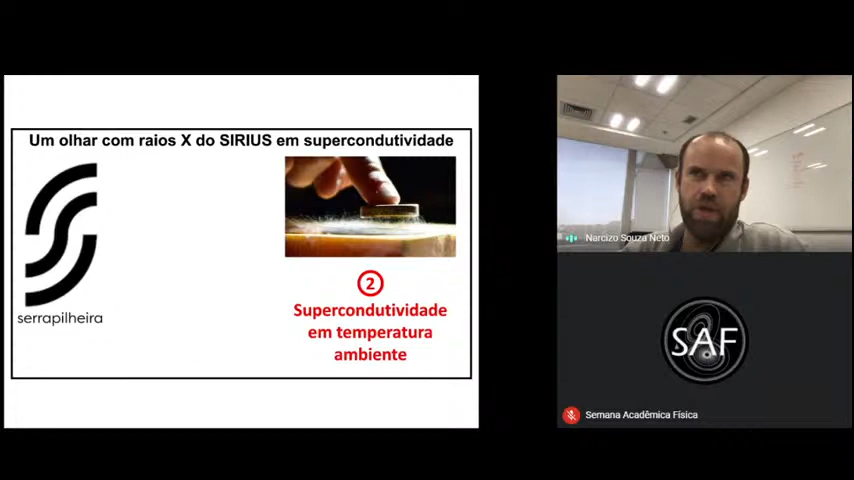 Um olhar com raios X do SIRIUS em supercondutividade
serrapilheira
2
Supercondutividade
em temperatura
ambiente
Narcizo Souza Neto
SAF
Semana Acadêmica Física